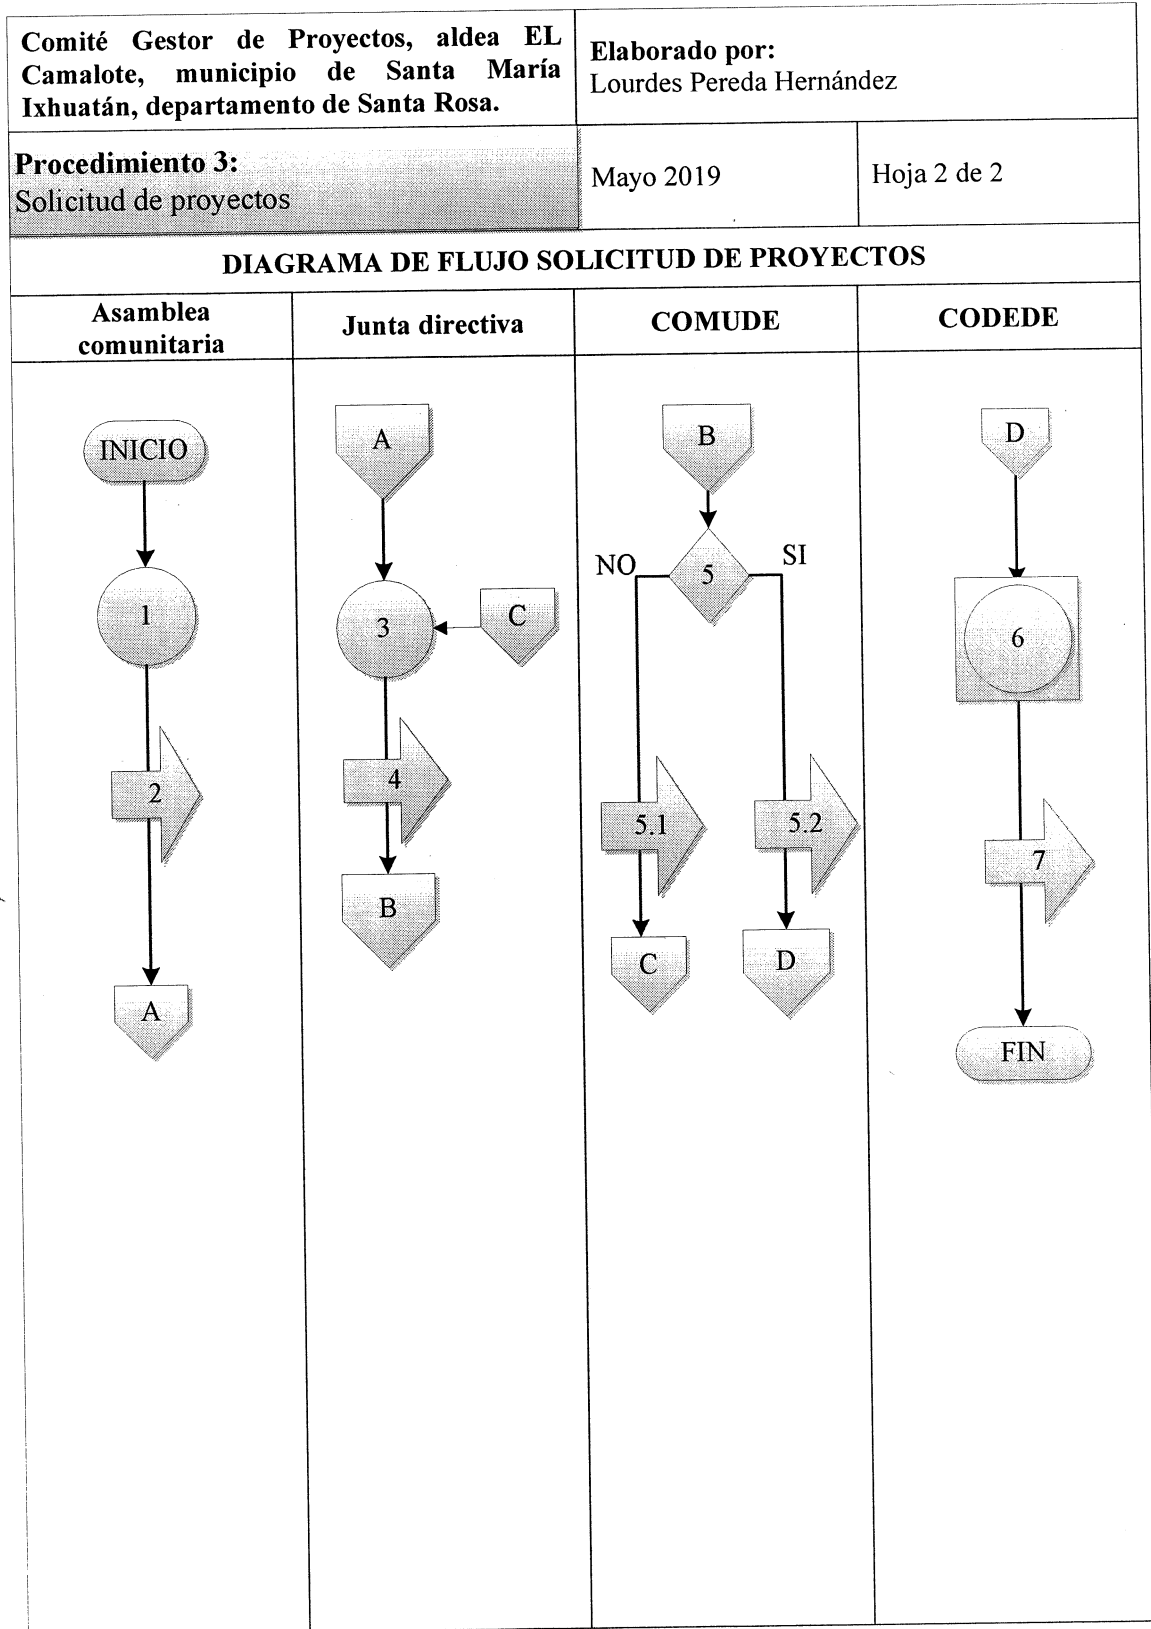 Comité Gestor de Proyectos, aldea EL
Camalote, municipio de Santa María
Ixhuatán, departamento de Santa Rosa.
Elaborado por:
Lourdes Pereda Hernández
Procedimiento 3:
Solicitud de proyectos
Mayo 2019
Hoja 2 de 2
DIAGRAMA DE FLUJO SOLICITUD DE PROYECTOS
Asamblea
comunitaria
Junta directiva
COMUDE
CODEDE
INICIO
1
2
A
A
3
C
4
B
B
5
NO
SI
5.1
5.2
C
D
D
6
7
FIN